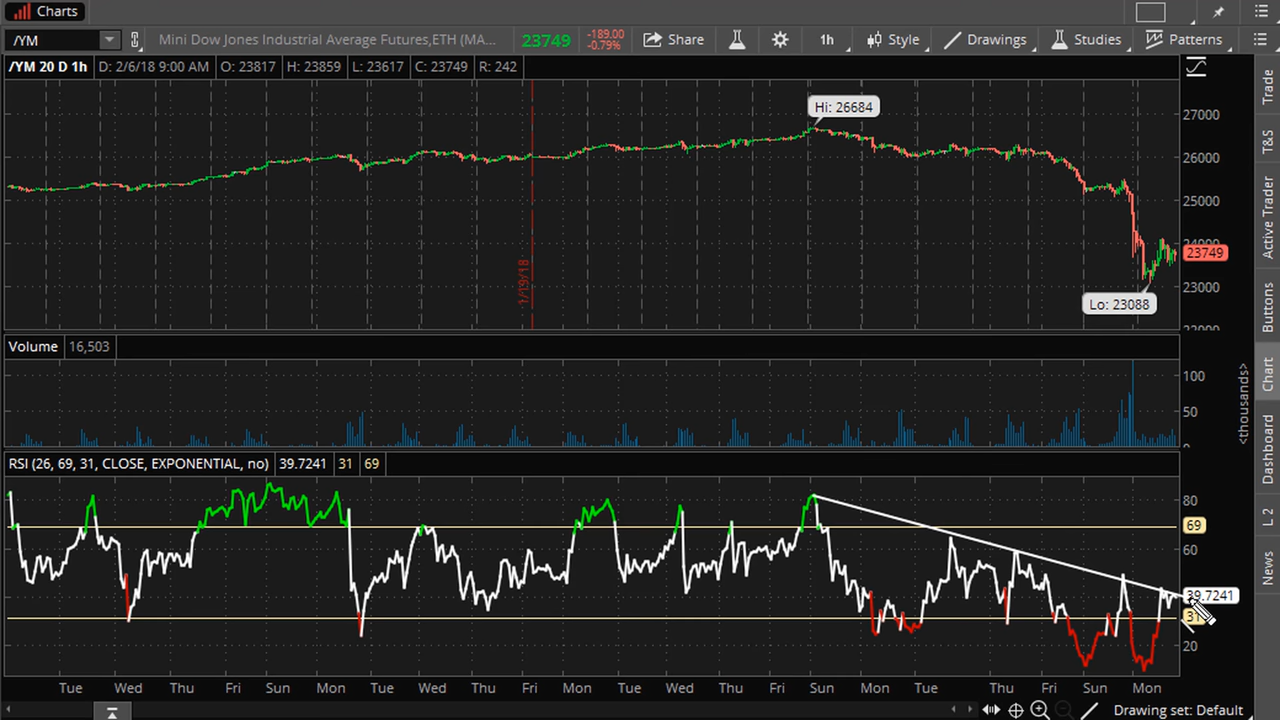 Charts
/YM Mini Dow Jones Industrial Average Futures,ETH (MA... 23749 -189.00 -0.79% Share 1h Style Drawings Studies Patterns
/YM 20 D 1h D: 2/6/18 9:00 AM O: 23817 H: 23859 L: 23617 C: 23749 R: 242
Hi: 26684
27000
26000
25000
24000
23749
23000
22000
Lo: 23088
1/19/18
Volume 16,503
100
50
0
<thousands>
RSI (26, 69, 31, CLOSE, EXPONENTIAL, no) 39.7241 31 69
80
69
60
39.7241
31
20
Tue Wed Thu Fri Sun Mon Tue Wed Thu Fri Mon Tue Wed Thu Sun Mon Tue Thu Fri Sun Mon
Drawing set: Default
Trade
T&S
Active Trader
Buttons
Chart
Dashboard
L 2
News